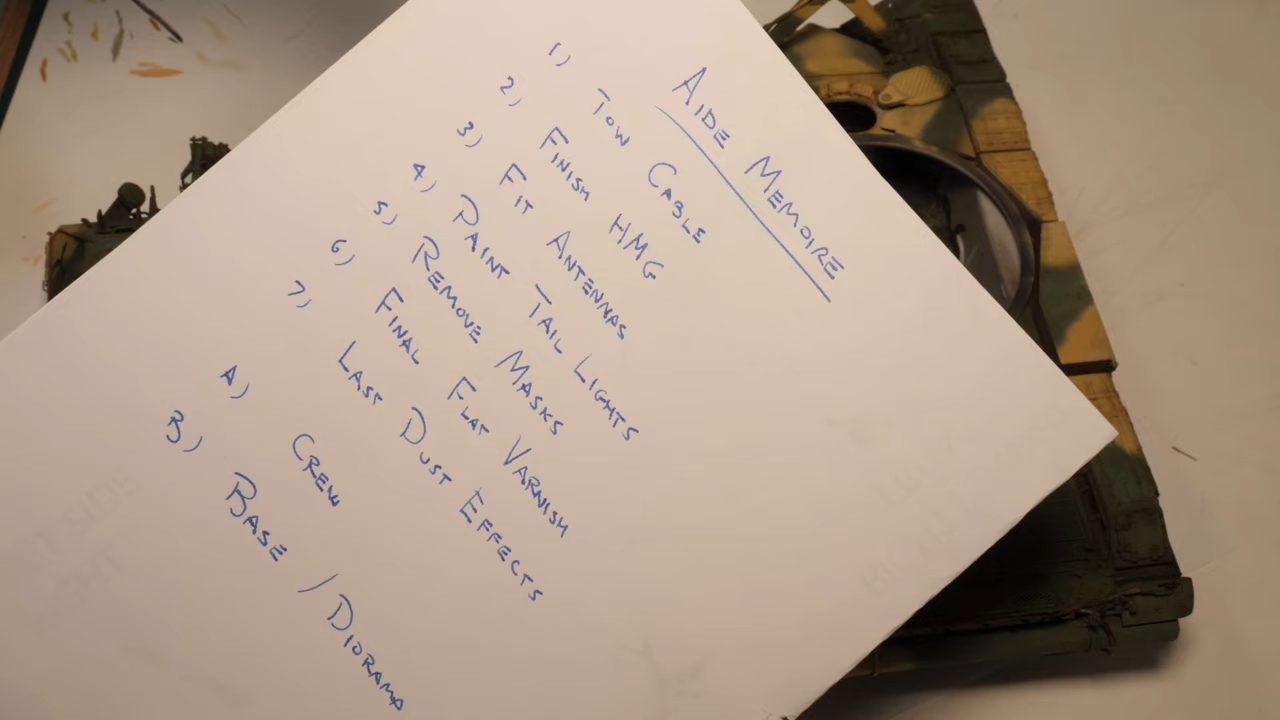 AIDE MEMOIRE
1) TOW CABLE
2) FINISH HMG
3) FIT ANTENNAS
4) PAINT TAIL LIGHTS
5) REMOVE MASKS
6) FINAL FLAT VARNISH
7) LAST DUST EFFECTS
A) CREW
B) BASE / DIORAMA